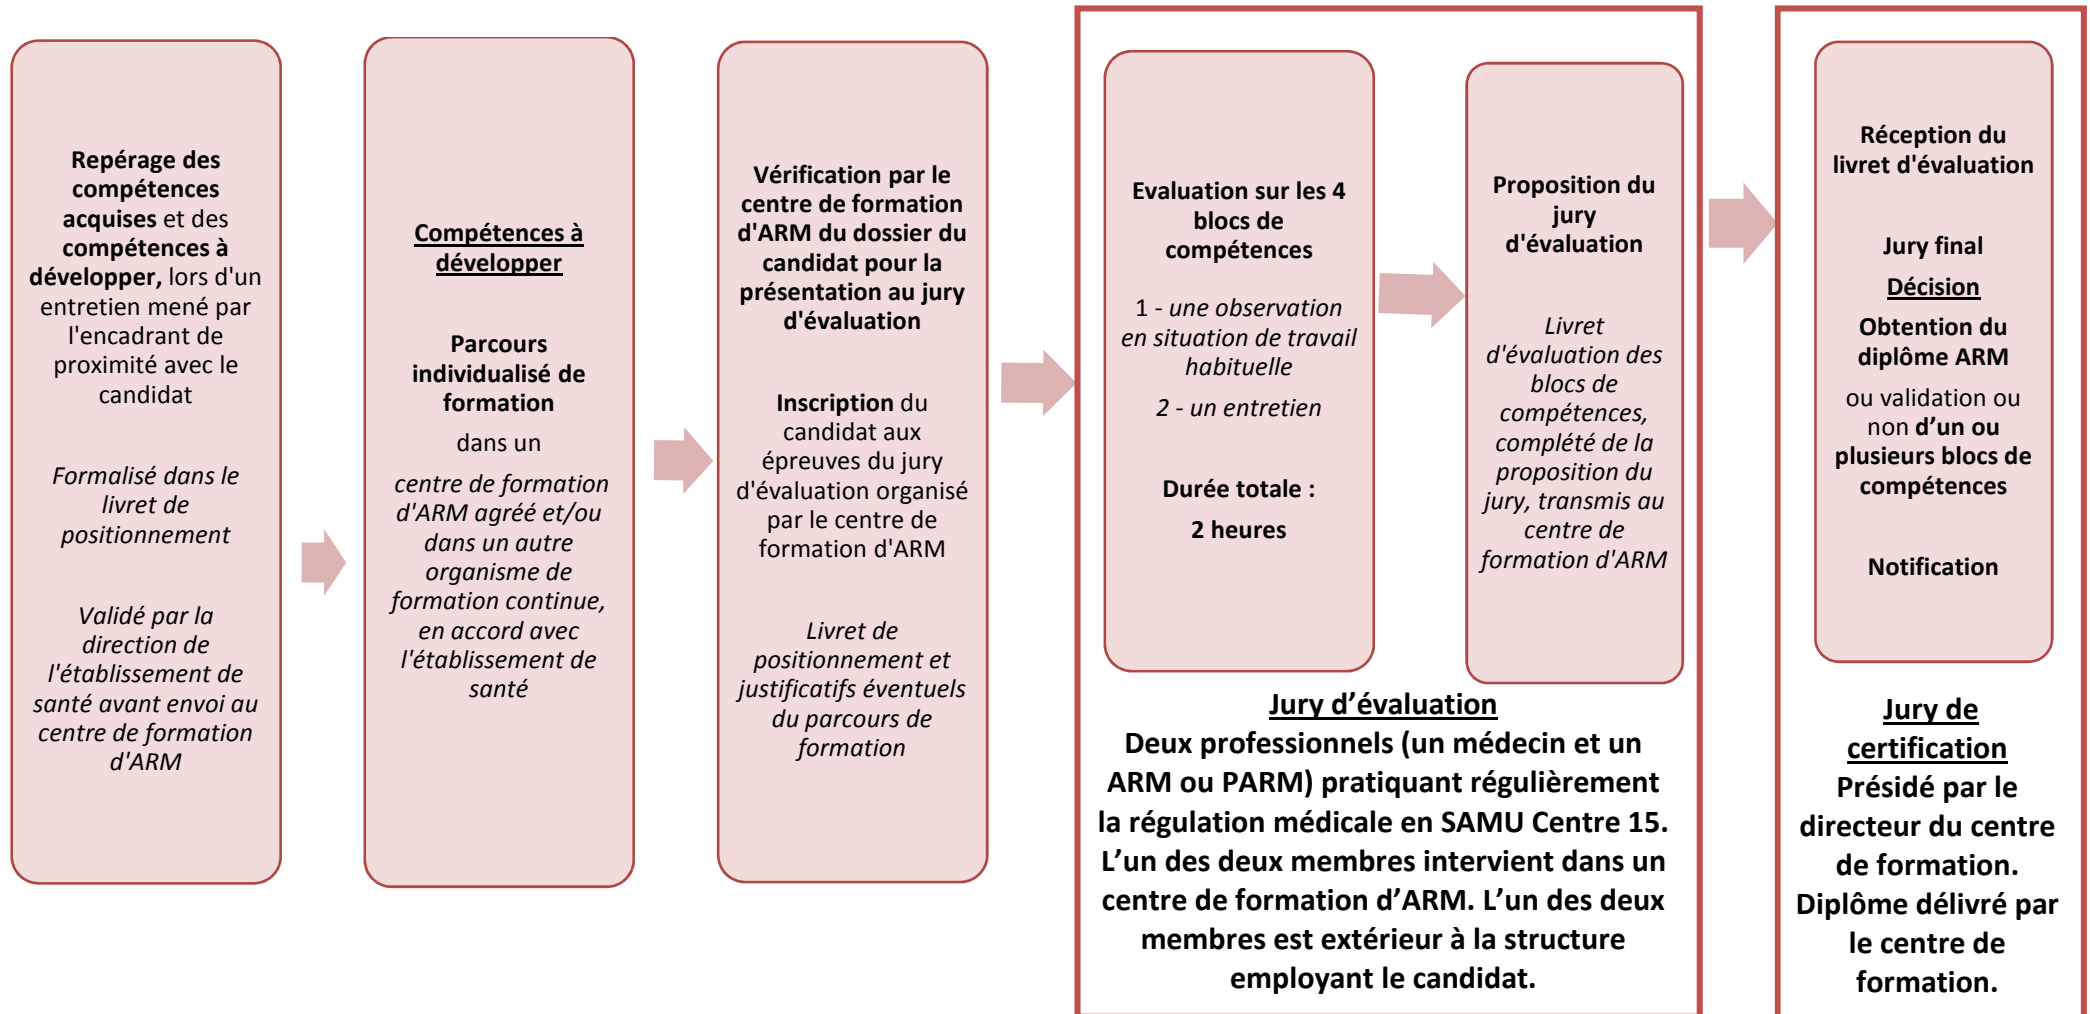 Repérage des
compétences
acquises et des
compétences à
développer, lors d'un
entretien mené par
l'encadrant de
proximité avec le
candidat
Formalisé dans le
livret de
positionnement
Validé par la
direction de
l'établissement de
santé avant envoi au
centre de formation
d'ARM
Compétences à
développer
Parcours
individualisé de
formation
dans un
centre de formation
d'ARM agréé et/ou
dans un autre
organisme de
formation continue,
en accord avec
l'établissement de
santé
Vérification par le
centre de formation
d'ARM du dossier du
candidat pour la
présentation au jury
d'évaluation
Inscription du
candidat aux
épreuves du jury
d'évaluation organisé
par le centre de
formation d'ARM
Livret de
positionnement et
justificatifs éventuels
du parcours de
formation
Evaluation sur les 4
blocs de
compétences
1 - une observation
en situation de travail
habituelle
2 - un entretien
Durée totale :
2 heures
Proposition du
jury
d'évaluation
Livret
d'évaluation des
blocs de
compétences,
complété de la
proposition du
jury, transmis au
centre de
formation d'ARM
Jury d’évaluation
Deux professionnels (un médecin et un
ARM ou PARM) pratiquant régulièrement
la régulation médicale en SAMU Centre 15.
L’un des deux membres intervient dans un
centre de formation d’ARM. L’un des deux
membres est extérieur à la structure
employant le candidat.
Réception du
livret d'évaluation
Jury final
Décision
Obtention du
diplôme ARM
ou validation ou
non d’un ou
plusieurs blocs de
compétences
Notification
Jury de
certification
Présidé par le
directeur du centre
de formation.
Diplôme délivré par
le centre de
formation.